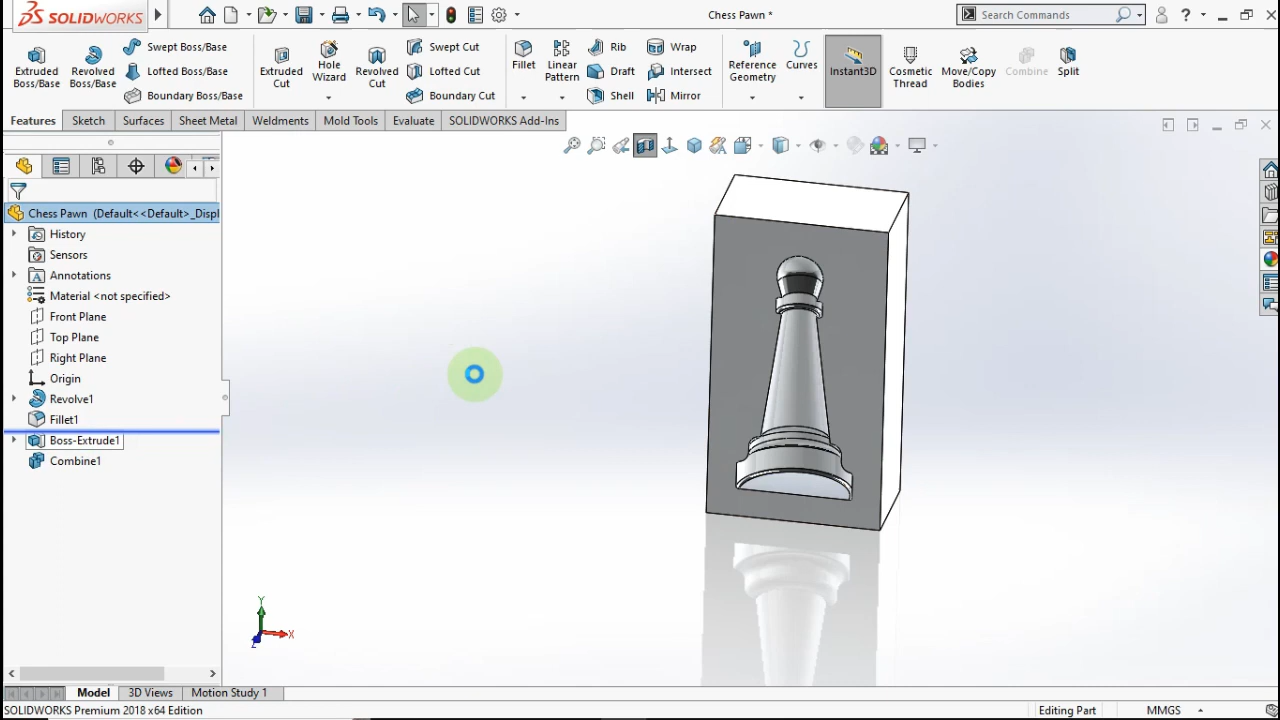 SOLIDWORKS
Chess Pawn *
Search Commands
Extruded
Boss/Base
Revolved
Boss/Base
Swept Boss/Base
Lofted Boss/Base
Boundary Boss/Base
Extruded
Cut
Hole
Wizard
Revolved
Cut
Swept Cut
Lofted Cut
Boundary Cut
Fillet
Linear
Pattern
Rib
Draft
Shell
Wrap
Intersect
Mirror
Reference
Geometry
Curves
Instant3D
Cosmetic
Thread
Move/Copy
Bodies
Combine
Split
Features
Sketch
Surfaces
Sheet Metal
Weldments
Mold Tools
Evaluate
SOLIDWORKS Add-Ins
Chess Pawn (Default<<Default>_Displ
History
Sensors
Annotations
Material <not specified>
Front Plane
Top Plane
Right Plane
Origin
Revolve1
Fillet1
Boss-Extrude1
Combine1
Y
X
Z
Model
3D Views
Motion Study 1
SOLIDWORKS Premium 2018 x64 Edition
Editing Part
MMGS